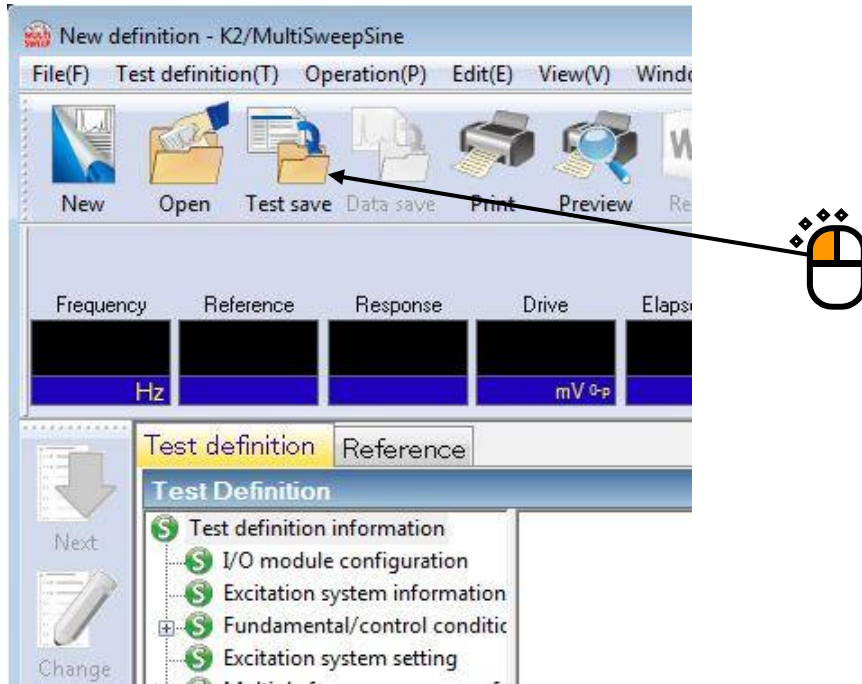 New definition - K2/MultiSweepSine
File(F) Test definition(T) Operation(P) Edit(E) View(V)
New Open Test save Data save Print Preview
Frequency Reference Response Drive
Hz mV 0-p
Test definition Reference
Test Definition
Test definition information
Next
I/O module configuration
Excitation system information
Fundamental/control
Excitation system setting
Change